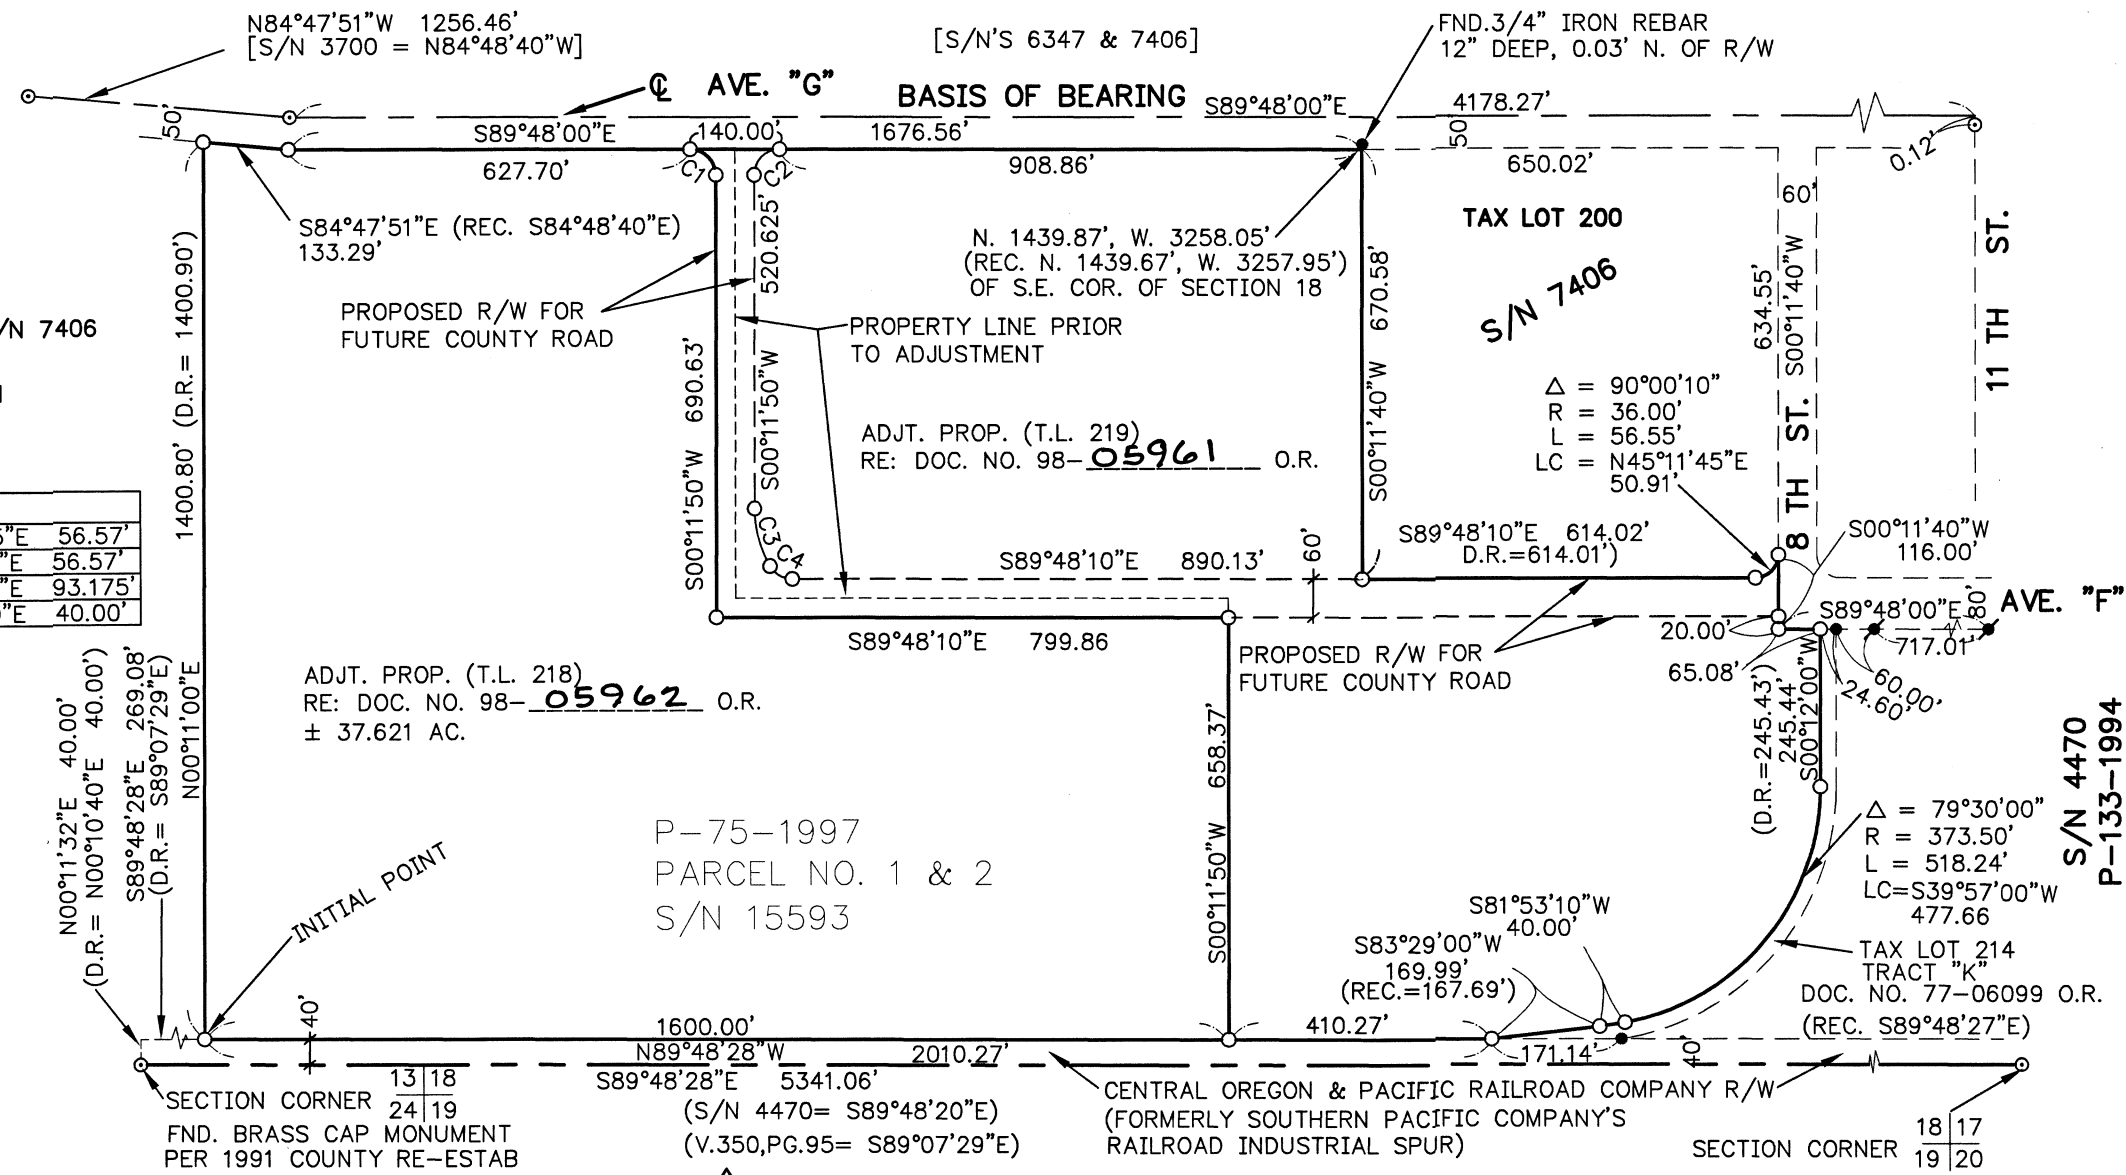 N84°47'51"W 1256.46'
[S/N 3700 = N84°48'40"W]
[S/N'S 6347 & 7406]
FND.3/4" IRON REBAR
12" DEEP, 0.03' N. OF R/W
℄ AVE. "G"
BASIS OF BEARING
S89°48'00"E
4178.27'
50'
S89°48'00"E
140.00'
1676.56'
50'
0.12'
627.70'
C1
C2
908.86'
650.02'
60'
S84°47'51"E (REC. S84°48'40"E)
133.29'
520.625'
TAX LOT 200
N. 1439.87', W. 3258.05'
(REC. N. 1439.67', W. 3257.95')
OF S.E. COR. OF SECTION 18
S/N 7406
11 TH ST.
PROPOSED R/W FOR
FUTURE COUNTY ROAD
PROPERTY LINE PRIOR
TO ADJUSTMENT
/N 7406
1400.80' (D.R.= 1400.90')
S00°11'50"W 690.63'
S00°11'50"W
S00°11'40"W 670.58'
634.55'
S00°11'40"W
8 TH ST.
Δ = 90°00'10"
R = 36.00'
L = 56.55'
LC = N45°11'45"E
50.91'
ADJT. PROP. (T.L. 219)
RE: DOC. NO. 98-05961 O.R.
"E 56.57'
"E 56.57'
"E 93.175'
"E 40.00'
C3
C4
S89°48'10"E 890.13'
60'
S89°48'10"E 614.02'
D.R.=614.01')
S00°11'40"W
116.00'
S89°48'00"E
80'
AVE. "F"
S89°48'10"E 799.86
20.00'
717.01'
65.08'
60.00'
24.60'
PROPOSED R/W FOR
FUTURE COUNTY ROAD
ADJT. PROP. (T.L. 218)
RE: DOC. NO. 98-05962 O.R.
± 37.621 AC.
N00°11'32"E 40.00'
(D.R.= N00°10'40"E 40.00')
S89°48'28"E 269.08'
(D.R.= S89°07'29"E)
N00°11'00"E
S00°11'50"W 658.37'
(D.R.=245.43')
245.44'
S00°12'00"W
S/N 4470
P-133-1994
P-75-1997
PARCEL NO. 1 & 2
S/N 15593
INITIAL POINT
Δ = 79°30'00"
R = 373.50'
L = 518.24'
LC=S39°57'00"W
477.66
S81°53'10"W
40.00'
S83°29'00"W
169.99'
(REC.=167.69')
TAX LOT 214
TRACT "K"
DOC. NO. 77-06099 O.R.
(REC. S89°48'27"E)
40'
1600.00'
410.27'
N89°48'28"W 2010.27'
171.14'
40'
S89°48'28"E 5341.06'
(S/N 4470= S89°48'20"E)
(V.350,PG.95= S89°07'29"E)
SECTION CORNER
13 18
24 19
FND. BRASS CAP MONUMENT
PER 1991 COUNTY RE-ESTAB
CENTRAL OREGON & PACIFIC RAILROAD COMPANY R/W
(FORMERLY SOUTHERN PACIFIC COMPANY'S
RAILROAD INDUSTRIAL SPUR)
SECTION CORNER
18 17
19 20